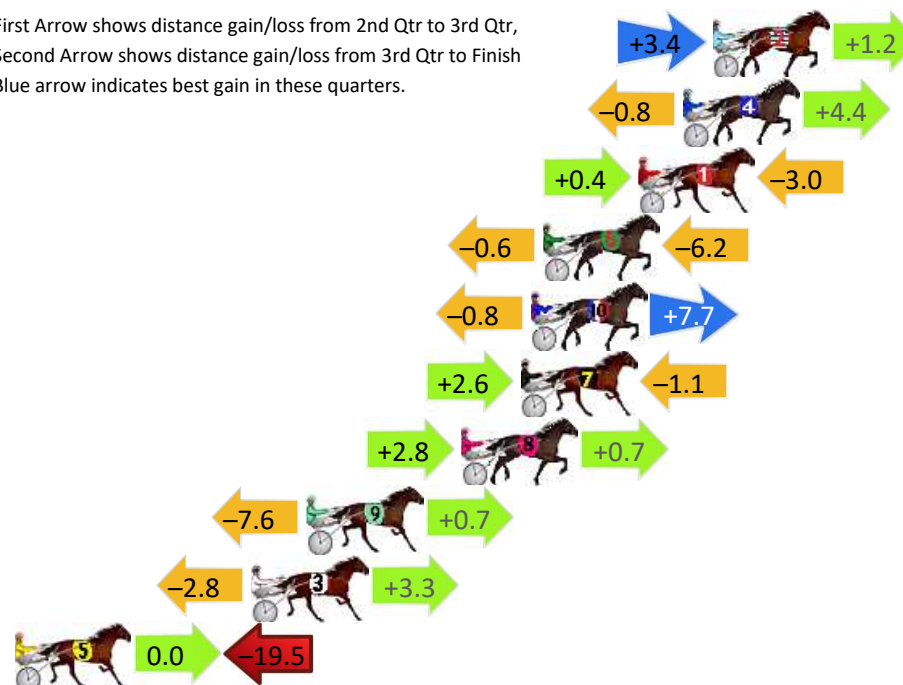 First Arrow shows distance gain/loss from 2nd Qtr to 3rd Qtr,
Second Arrow shows distance gain/loss from 3rd Qtr to Finish
Blue arrow indicates best gain in these quarters.
+3.4 2 +1.2
–0.8 4 +4.4
+0.4 1 –3.0
–0.6 6 –6.2
–0.8 10 +7.7
+2.6 7 –1.1
+2.8 8 +0.7
–7.6 9 +0.7
–2.8 3 +3.3
5 0.0 –19.5